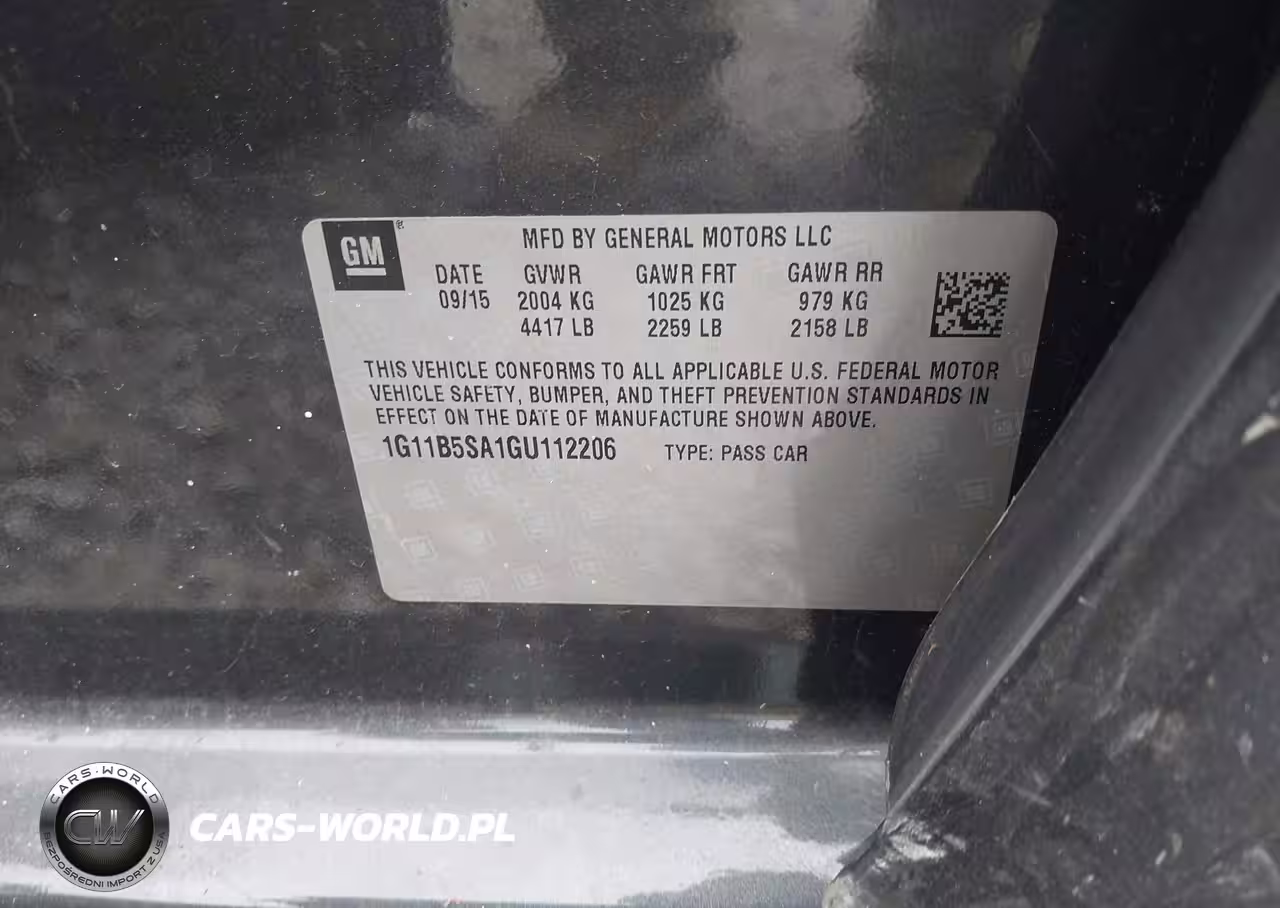 GM ®
MFD BY GENERAL MOTORS LLC
DATE GVWR GAWR FRT GAWR RR
09/15 2004 KG 1025 KG 979 KG
4417 LB 2259 LB 2158 LB
THIS VEHICLE CONFORMS TO ALL APPLICABLE U.S. FEDERAL MOTOR
VEHICLE SAFETY, BUMPER, AND THEFT PREVENTION STANDARDS IN
EFFECT ON THE DATE OF MANUFACTURE SHOWN ABOVE.
1G11B5SA1GU112206 TYPE: PASS CAR
CARS-WORLD
CW
BEZPOŚREDNI IMPORT Z USA
CARS-WORLD.PL